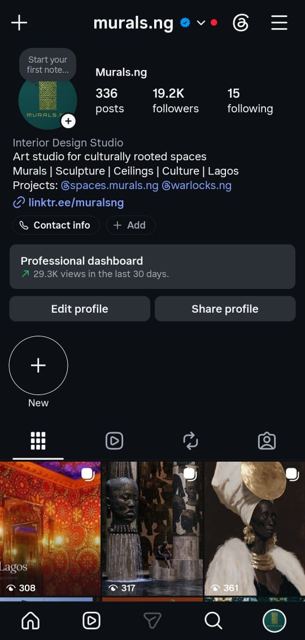 murals.ng
Start your
first note...
MURALS
Murals.ng
336
posts
19.2K
followers
15
following
Interior Design Studio
Art studio for culturally rooted spaces
Murals | Sculpture | Ceilings | Culture | Lagos
Projects: @spaces.murals.ng @warlocks.ng
linktr.ee/muralsng
Contact info
+ Add
Professional dashboard
29.3K views in the last 30 days.
Edit profile
Share profile
New
Lagos
308
317
361